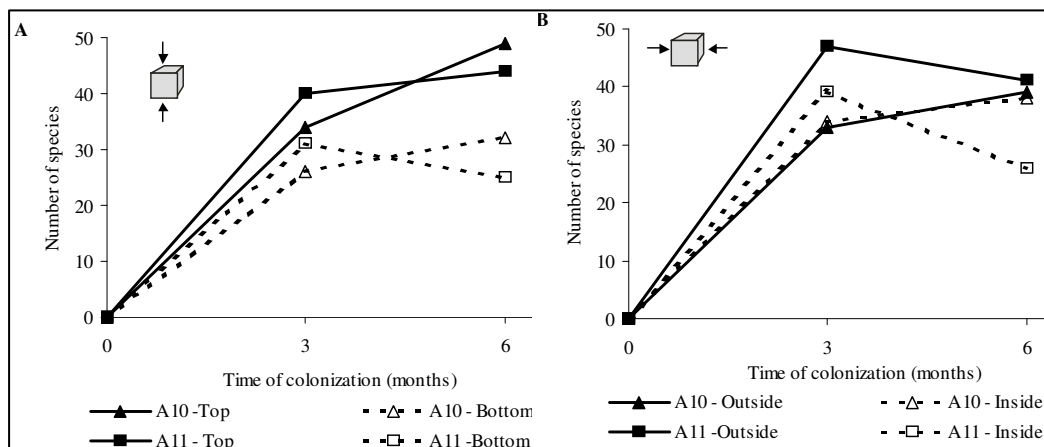 A
50
40
30
20
10
0
Number of species
0 3 6
Time of colonization (months)
A10 -Top A10 - Bottom
A11 - Top A11 -Bottom
B
50
40
30
20
10
0
Number of species
0 3 6
Time of colonization (months)
A10 - Outside A10 - Inside
A11 -Outside A11 - Inside